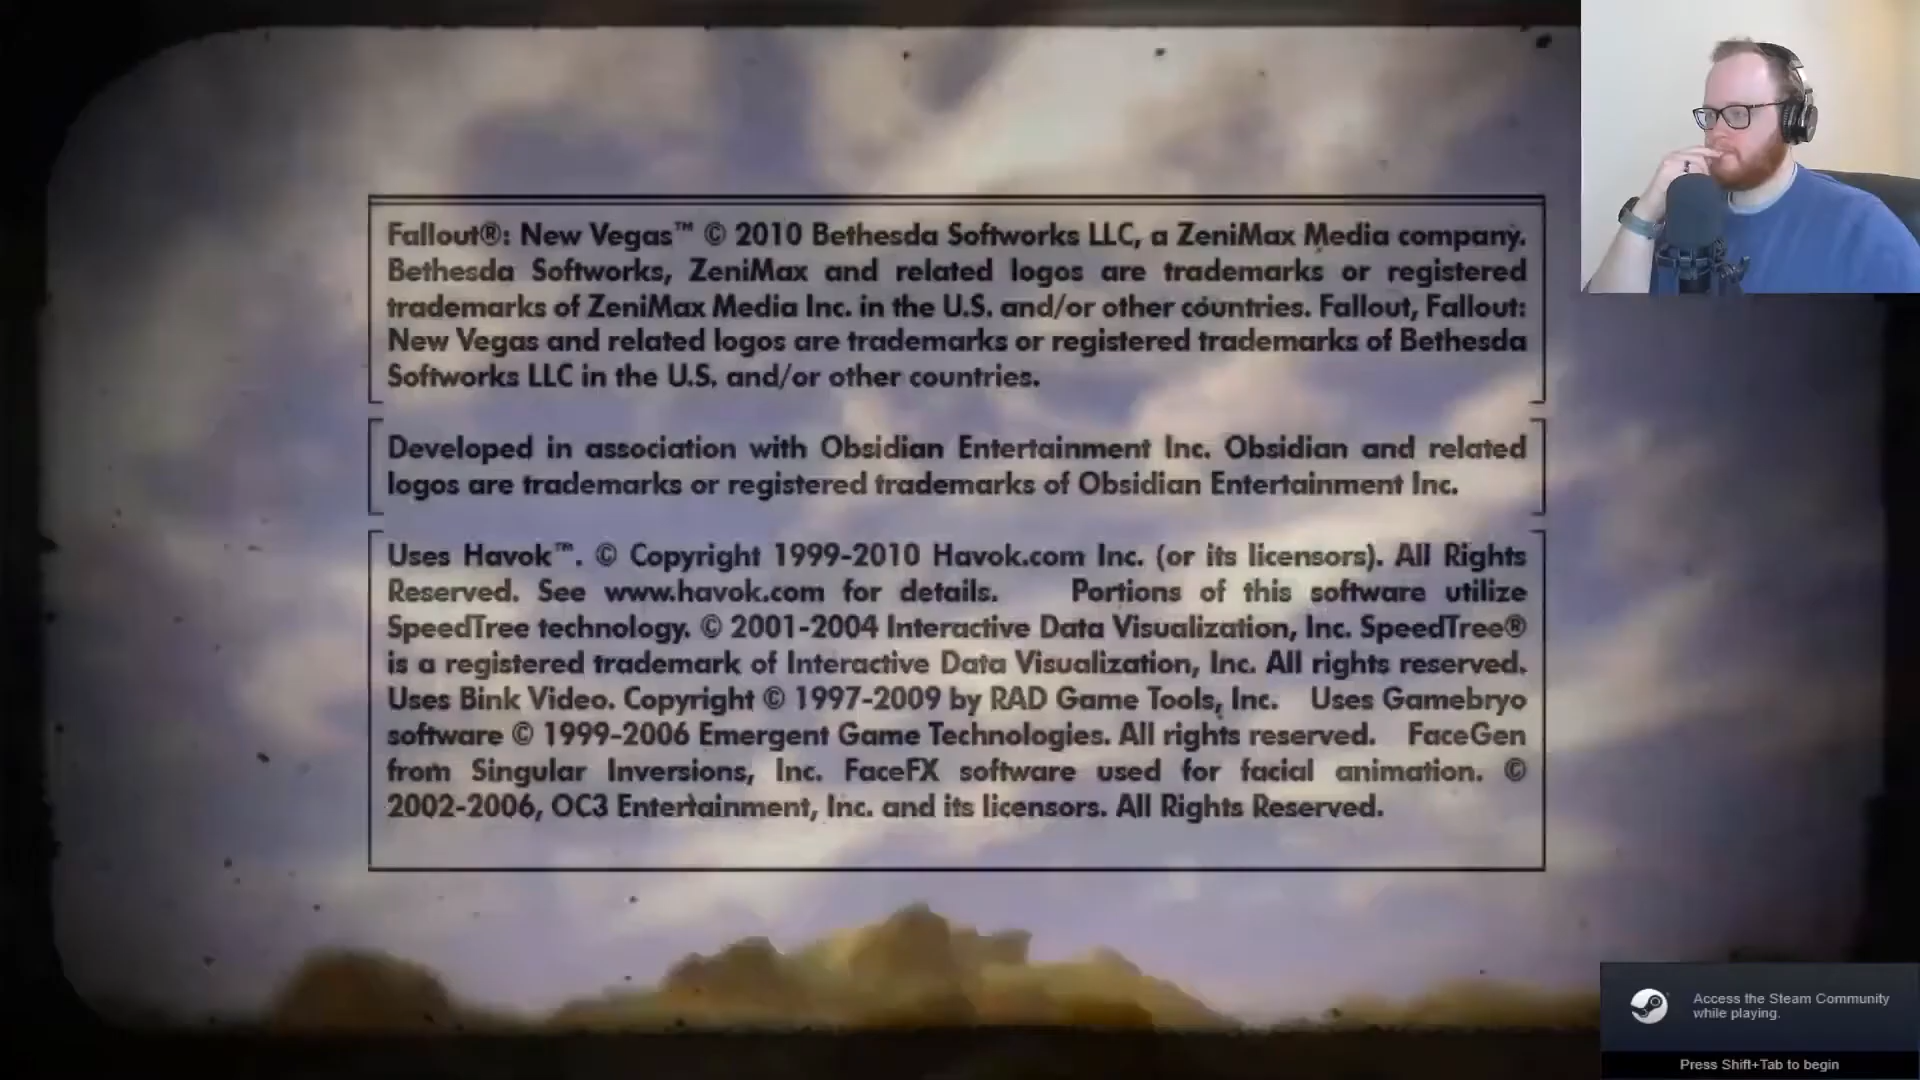 Fallout®: New Vegas™ © 2010 Bethesda Softworks LLC, a ZeniMax Media company.
Bethesda Softworks, ZeniMax and related logos are trademarks or registered
trademarks of ZeniMax Media Inc. in the U.S. and/or other countries. Fallout, Fallout:
New Vegas and related logos are trademarks or registered trademarks of Bethesda
Softworks LLC in the U.S. and/or other countries.
Developed in association with Obsidian Entertainment Inc. Obsidian and related
logos are trademarks or registered trademarks of Obsidian Entertainment Inc.
Uses Havok™. © Copyright 1999-2010 Havok.com Inc. (or its licensors). All Rights
Reserved. See www.havok.com for details. Portions of this software utilize
SpeedTree technology. © 2001-2004 Interactive Data Visualization, Inc. SpeedTree®
is a registered trademark of Interactive Data Visualization, Inc. All rights reserved.
Uses Bink Video. Copyright © 1997-2009 by RAD Game Tools, Inc. Uses Gamebryo
software © 1999-2006 Emergent Game Technologies. All rights reserved. FaceGen
from Singular Inversions, Inc. FaceFX software used for facial animation. ©
2002-2006, OC3 Entertainment, Inc. and its licensors. All Rights Reserved.
Access the Steam Community
while playing.
Press Shift+Tab to begin